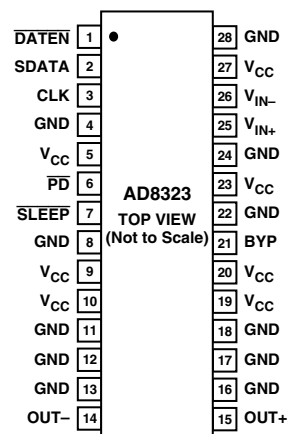 DATEN 1 28 GND
SDATA 2 27 VCC
CLK 3 26 VIN–
GND 4 25 VIN+
VCC 5 24 GND
PD 6 23 VCC
AD8323
SLEEP 7 22 GND
TOP VIEW
(Not to Scale)
GND 8 21 BYP
VCC 9 20 VCC
VCC 10 19 VCC
GND 11 18 GND
GND 12 17 GND
GND 13 16 GND
OUT– 14 15 OUT+